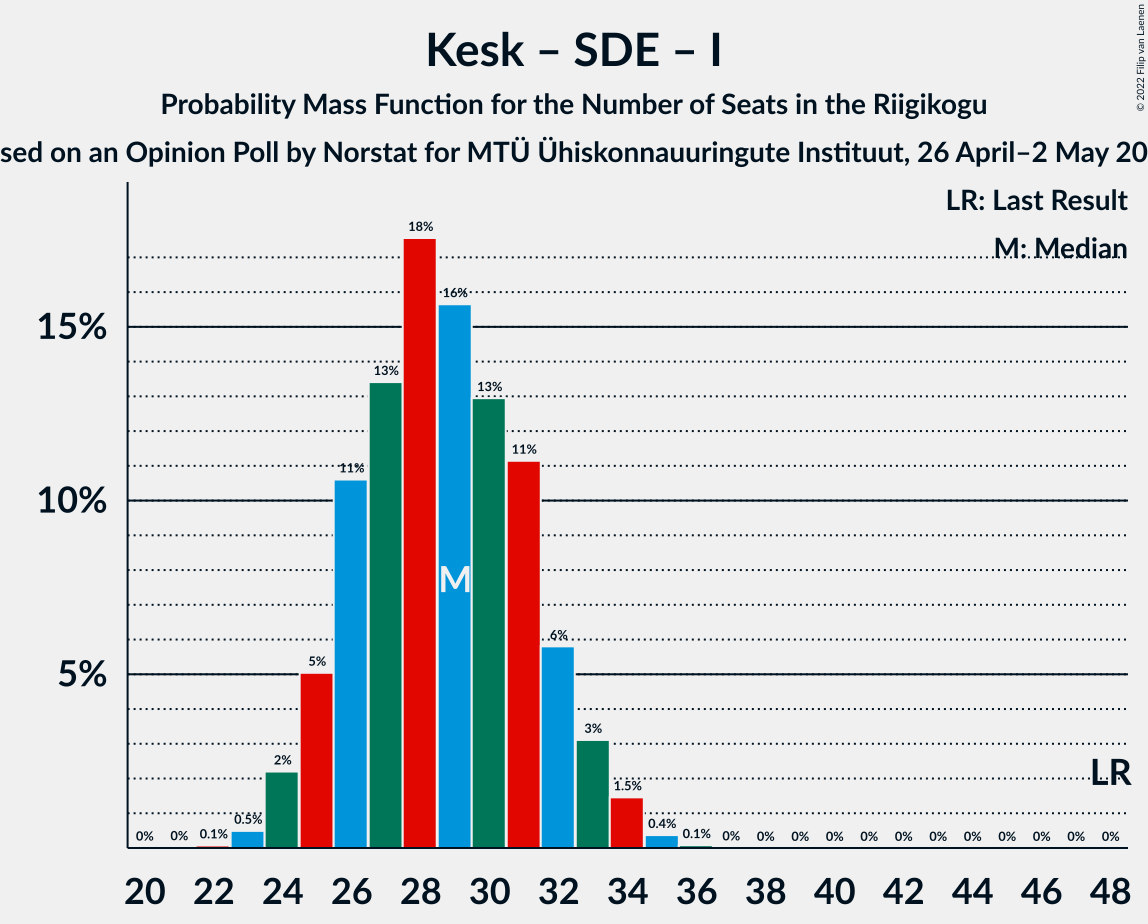 Kesk – SDE – I
Probability Mass Function for the Number of Seats in the Riigikogu
sed on an Opinion Poll by Norstat for MTÜ Ühiskonnauuringute Instituut, 26 April–2 May 20
© 2022 Filip van Laenen
LR: Last Result
M: Median
15%
10%
5%
0% 0% 0.1% 0.5% 2% 5% 11% 13% 18% 16% 13% 11% 6% 3% 1.5% 0.4% 0.1% 0% 0% 0% 0% 0% 0% 0% 0% 0% 0% 0% 0%
M
LR
20 22 24 26 28 30 32 34 36 38 40 42 44 46 48